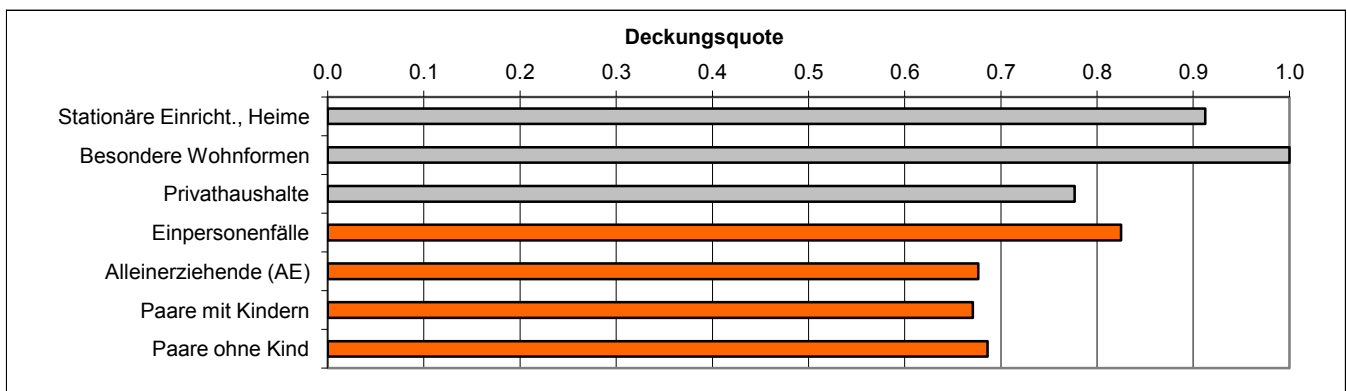 Deckungsquote
0.0 0.1 0.2 0.3 0.4 0.5 0.6 0.7 0.8 0.9 1.0
Stationäre Einricht., Heime
Besondere Wohnformen
Privathaushalte
Einpersonenfälle
Alleinerziehende (AE)
Paare mit Kindern
Paare ohne Kind